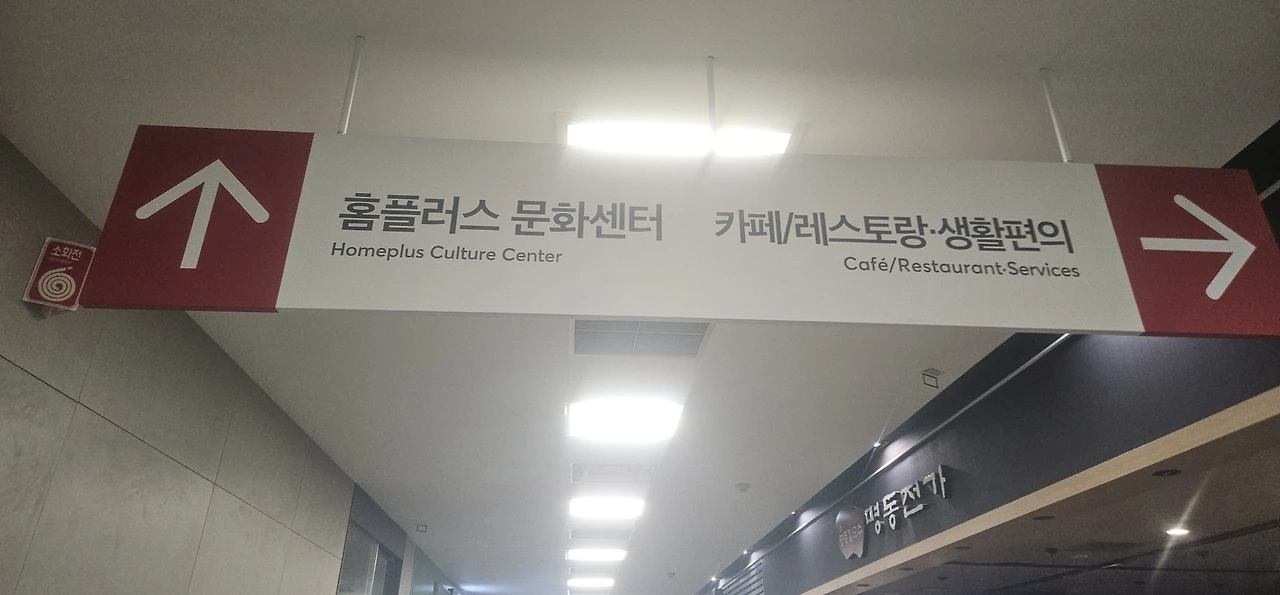 홈플러스 문화센터
Homeplus Culture Center
카페/레스토랑·생활편의
Café/Restaurant·Services
소화전
명동전가